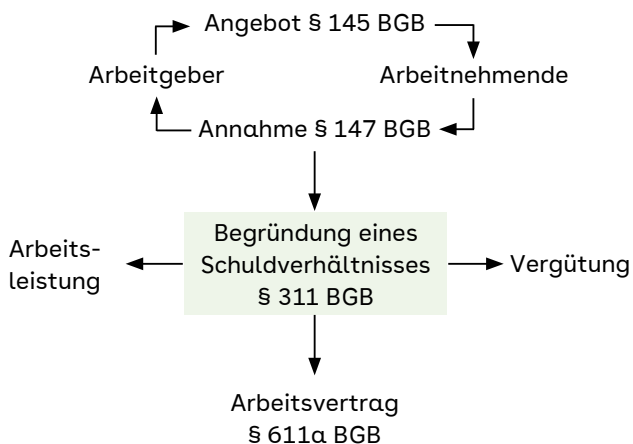 Angebot § 145 BGB
Arbeitgeber
Arbeitnehmende
Annahme § 147 BGB
Begründung eines
Schuldverhältnisses
§ 311 BGB
Arbeits-
leistung
Vergütung
Arbeitsvertrag
§ 611a BGB